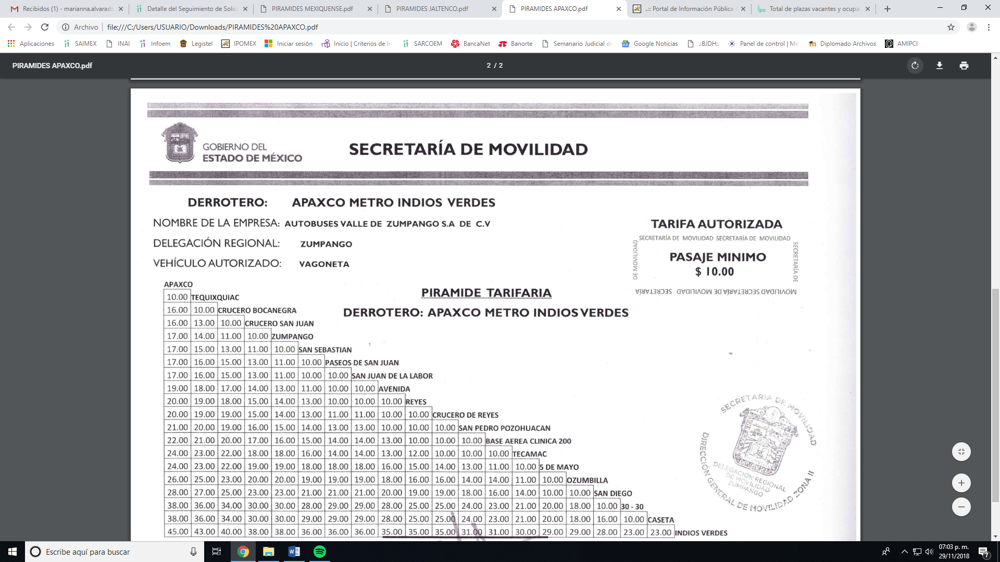 Recibidos (1) - marianna.alvarado
Detalle del Seguimiento de Solici
PIRAMIDES MEXIQUENSE.pdf
PIRAMIDES JALTENCO.pdf
PIRAMIDES APAXCO.pdf
..:: Portal de Información Pública
Total de plazas vacantes y ocupa
Archivo
file:///C:/Users/USUARIO/Downloads/PIRAMIDES%20APAXCO.pdf
Aplicaciones
SAIMEX
INAI
Infoem
Legistel
IPOMEX
Iniciar sesión
Inicio | Criterios de In
SARCOEM
BancaNet
Banorte
Semanario Judicial de
Google Noticias
.:BJDH:.
Panel de control | Mé
Diplomado Archivos
AMIPCI
PIRAMIDES APAXCO.pdf
2 / 2
GOBIERNO DEL
ESTADO DE MÉXICO
SECRETARÍA DE MOVILIDAD
DERROTERO: APAXCO METRO INDIOS VERDES
NOMBRE DE LA EMPRESA: AUTOBUSES VALLE DE ZUMPANGO S.A DE C.V
DELEGACIÓN REGIONAL: ZUMPANGO
VEHÍCULO AUTORIZADO: VAGONETA
TARIFA AUTORIZADA
SECRETARÍA DE MOVILIDAD SECRETARÍA DE MOVILIDAD
SECRETARÍA DE
DE MOVILIDAD
PASAJE MINIMO
$ 10.00
MOVILIDAD SECRETARÍA DE MOVILIDAD SECRETARÍA
PIRAMIDE TARIFARIA
DERROTERO: APAXCO METRO INDIOS VERDES
APAXCO
10.00 TEQUIXQUIAC
16.00 10.00 CRUCERO BOCANEGRA
16.00 13.00 10.00 CRUCERO SAN JUAN
17.00 14.00 11.00 10.00 ZUMPANGO
17.00 15.00 13.00 11.00 10.00 SAN SEBASTIAN
17.00 16.00 15.00 13.00 11.00 10.00 PASEOS DE SAN JUAN
17.00 16.00 15.00 13.00 11.00 10.00 10.00 SAN JUAN DE LA LABOR
19.00 18.00 17.00 14.00 13.00 11.00 10.00 10.00 AVENIDA
20.00 19.00 18.00 15.00 14.00 13.00 10.00 10.00 10.00 REYES
20.00 19.00 19.00 15.00 14.00 13.00 11.00 11.00 10.00 10.00 CRUCERO DE REYES
21.00 20.00 19.00 16.00 15.00 14.00 13.00 13.00 10.00 10.00 10.00 SAN PEDRO POZOHUACAN
22.00 21.00 20.00 17.00 16.00 15.00 14.00 14.00 13.00 10.00 10.00 10.00 BASE AEREA CLINICA 200
24.00 23.00 22.00 18.00 18.00 16.00 14.00 14.00 13.00 12.00 10.00 10.00 10.00 TECAMAC
24.00 23.00 22.00 19.00 19.00 18.00 18.00 18.00 16.00 15.00 14.00 13.00 11.00 10.00 5 DE MAYO
26.00 25.00 23.00 20.00 20.00 19.00 19.00 19.00 18.00 16.00 16.00 14.00 14.00 11.00 10.00 OZUMBILLA
28.00 27.00 25.00 23.00 23.00 21.00 21.00 21.00 20.00 19.00 19.00 18.00 16.00 14.00 10.00 10.00 SAN DIEGO
38.00 36.00 34.00 30.00 30.00 28.00 29.00 29.00 28.00 25.00 25.00 24.00 23.00 21.00 20.00 18.00 10.00 30 - 30
38.00 36.00 34.00 30.00 30.00 29.00 29.00 29.00 28.00 25.00 25.00 24.00 23.00 21.00 20.00 18.00 16.00 10.00 CASETA
45.00 43.00 40.00 38.00 38.00 36.00 36.00 36.00 35.00 35.00 35.00 31.00 31.00 30.00 29.00 29.00 28.00 23.00 23.00 INDIOS VERDES
SECRETARÍA DE MOVILIDAD
DELEGACIÓN REGIONAL
DE MOVILIDAD
ZUMPANGO
DIRECCIÓN GENERAL DE MOVILIDAD ZONA II
Escribe aquí para buscar
07:03 p. m.
29/11/2018
7